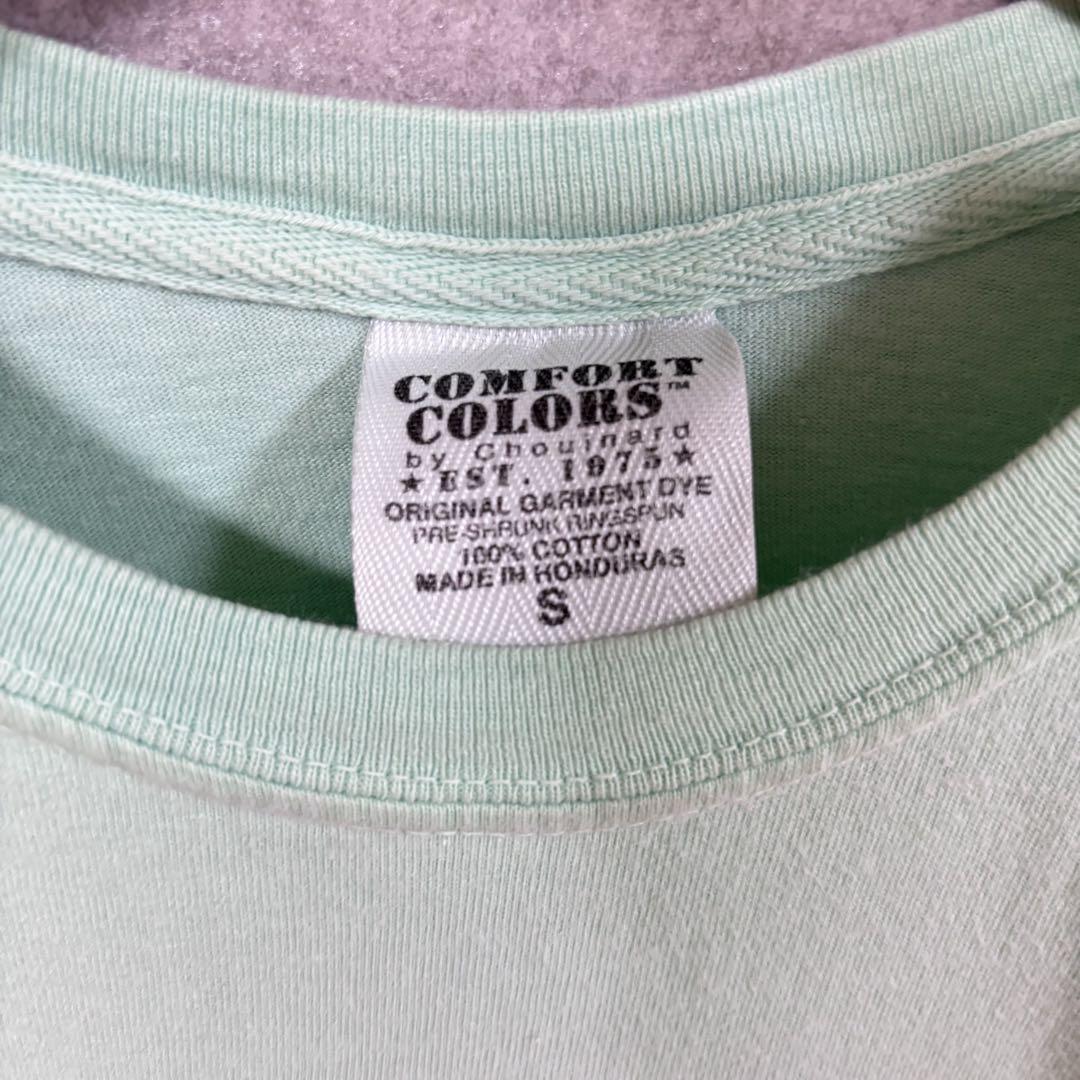 COMFORT
COLORS™
by Chouinard
★ EST. 1975 ★
ORIGINAL GARMENT DYE
PRE-SHRUNK RINGSPUN
100% COTTON
MADE IN HONDURAS
S